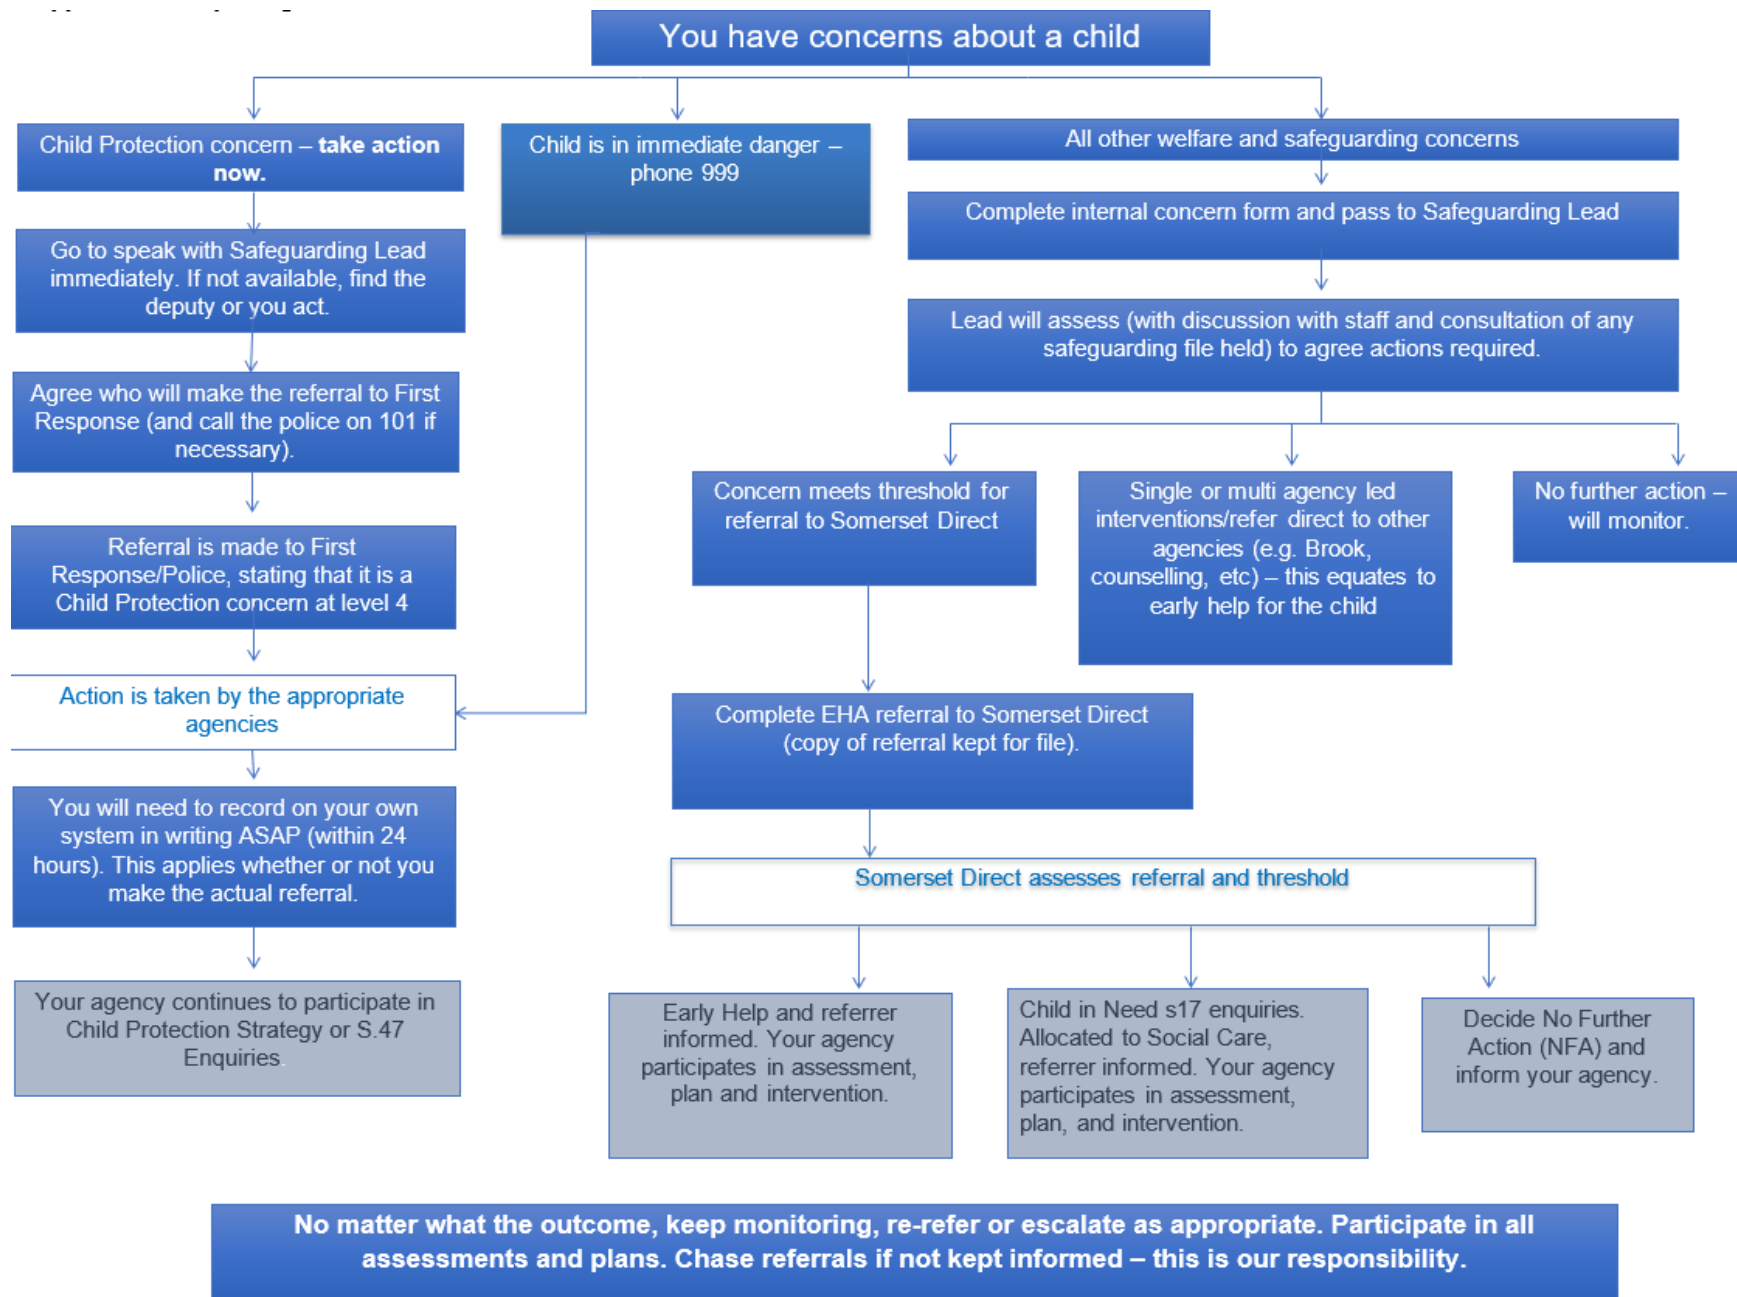 You have concerns about a child
Child Protection concern – take action
now.
Child is in immediate danger –
phone 999
All other welfare and safeguarding concerns
Go to speak with Safeguarding Lead
immediately. If not available, find the
deputy or you act.
Complete internal concern form and pass to Safeguarding Lead
Lead will assess (with discussion with staff and consultation of any
safeguarding file held) to agree actions required.
Agree who will make the referral to First
Response (and call the police on 101 if
necessary).
Concern meets threshold for
referral to Somerset Direct
Single or multi agency led
interventions/refer direct to other
agencies (e.g. Brook,
counselling, etc) – this equates to
early help for the child
No further action –
will monitor.
Referral is made to First
Response/Police, stating that it is a
Child Protection concern at level 4
Action is taken by the appropriate
agencies
Complete EHA referral to Somerset Direct
(copy of referral kept for file).
You will need to record on your own
system in writing ASAP (within 24
hours). This applies whether or not you
make the actual referral.
Somerset Direct assesses referral and threshold
Your agency continues to participate in
Child Protection Strategy or S.47
Enquiries.
Early Help and referrer
informed. Your agency
participates in assessment,
plan and intervention.
Child in Need s17 enquiries.
Allocated to Social Care,
referrer informed. Your agency
participates in assessment,
plan, and intervention.
Decide No Further
Action (NFA) and
inform your agency.
No matter what the outcome, keep monitoring, re-refer or escalate as appropriate. Participate in all
assessments and plans. Chase referrals if not kept informed – this is our responsibility.